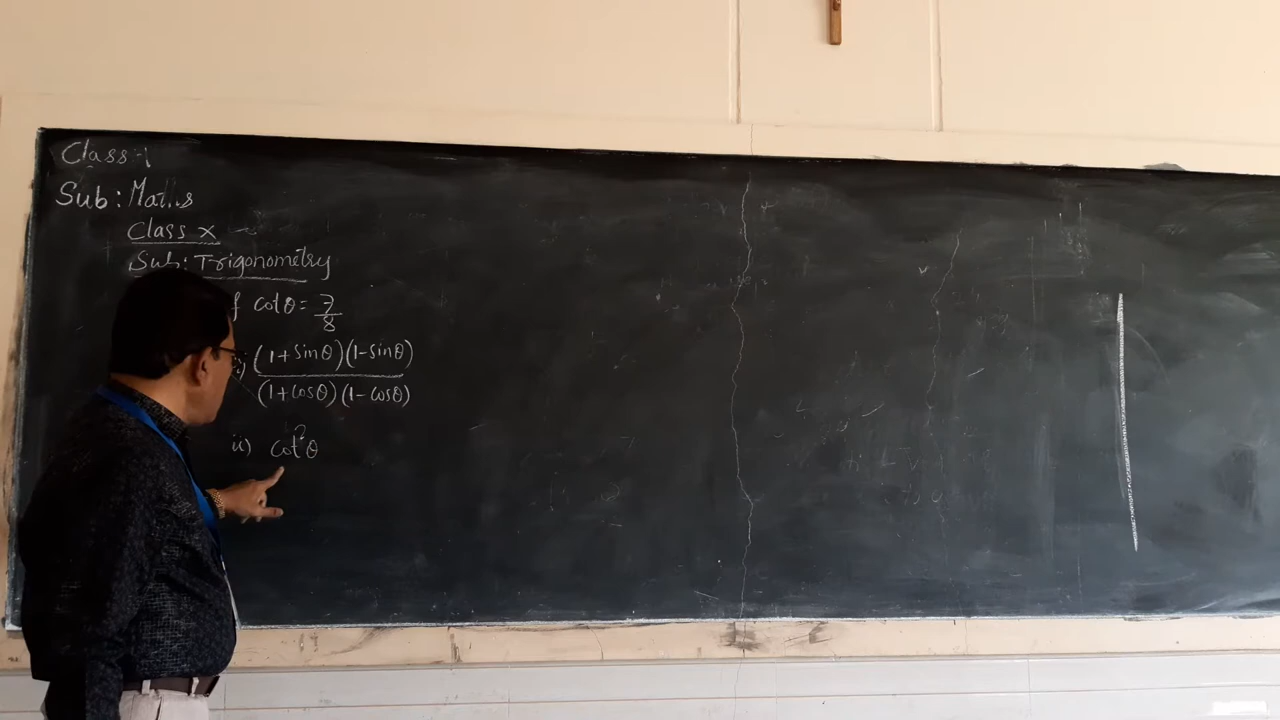 Class :-
Sub : Maths
Class X
Sub : Trigonometry
f cotθ = 7/8
i) (1+sinθ)(1-sinθ)
(1+cosθ)(1-cosθ)
ii) cot²θ